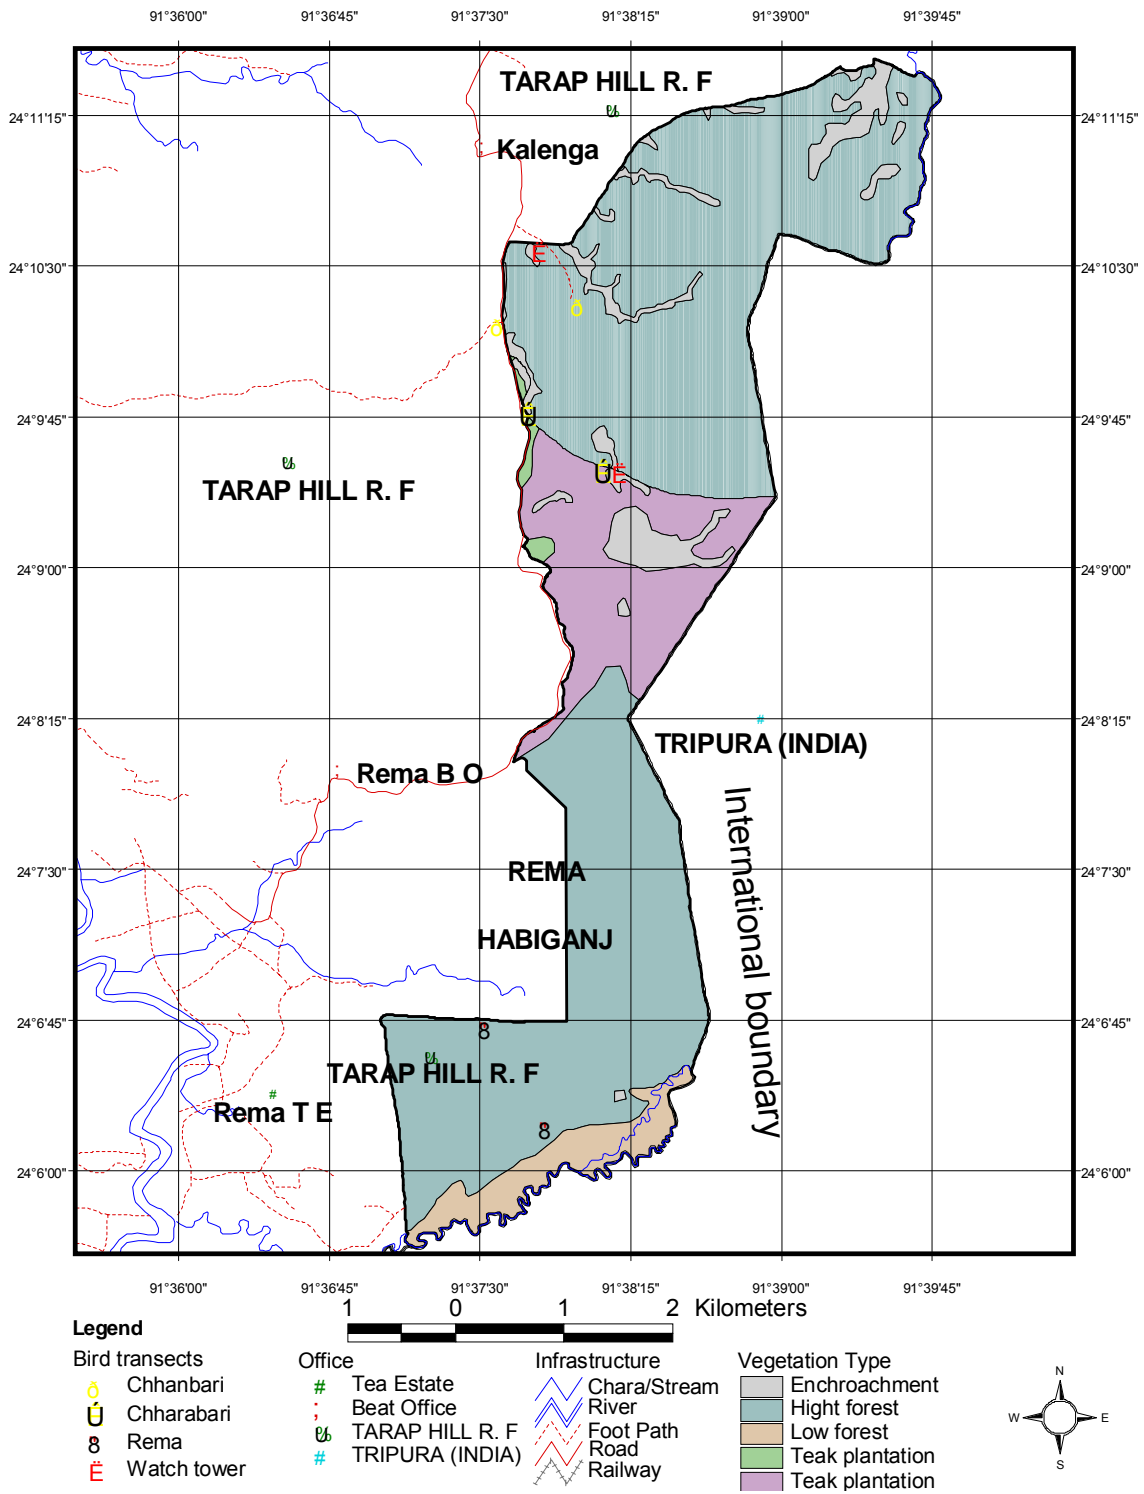 91°36'00" 91°36'45" 91°37'30" 91°38'15" 91°39'00" 91°39'45"
TARAP HILL R. F
24°11'15" 24°11'15"
Kalenga
24°10'30" 24°10'30"
24°9'45" 24°9'45"
TARAP HILL R. F
24°9'00" 24°9'00"
24°8'15" 24°8'15"
TRIPURA (INDIA)
Rema B O
International boundary
REMA
24°7'30" 24°7'30"
HABIGANJ
24°6'45" 24°6'45"
TARAP HILL R. F
Rema T E
24°6'00" 24°6'00"
91°36'00" 91°36'45" 91°37'30" 91°38'15" 91°39'00" 91°39'45"
1 0 1 2 Kilometers
Legend
Bird transects
Chhanbari
Chharabari
Rema
Watch tower
Office
Tea Estate
Beat Office
TARAP HILL R. F
TRIPURA (INDIA)
Infrastructure
Chara/Stream
River
Foot Path
Road
Railway
Vegetation Type
Enchroachment
Hight forest
Low forest
Teak plantation
Teak plantation
N
W E
S